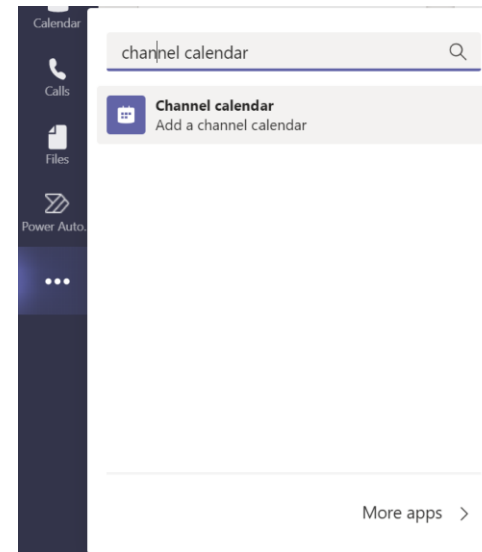 Calendar
channel calendar
Calls
Channel calendar
Add a channel calendar
Files
Power Auto.
More apps